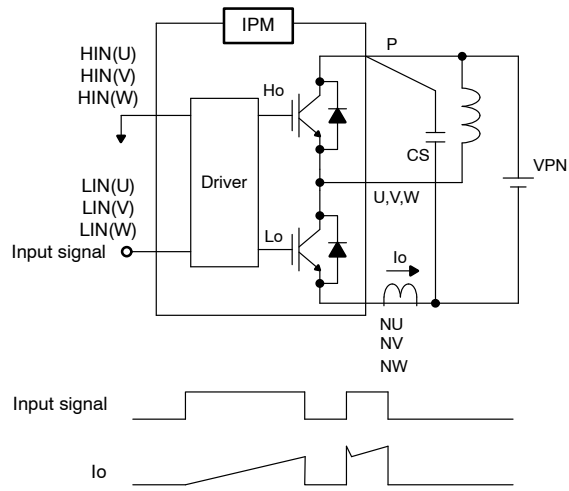 IPM
P
HIN(U)
HIN(V)
HIN(W)
Ho
CS
VPN
Driver
LIN(U)
LIN(V)
LIN(W)
U,V,W
Input signal
Lo
Io
NU
NV
NW
Input signal
Io